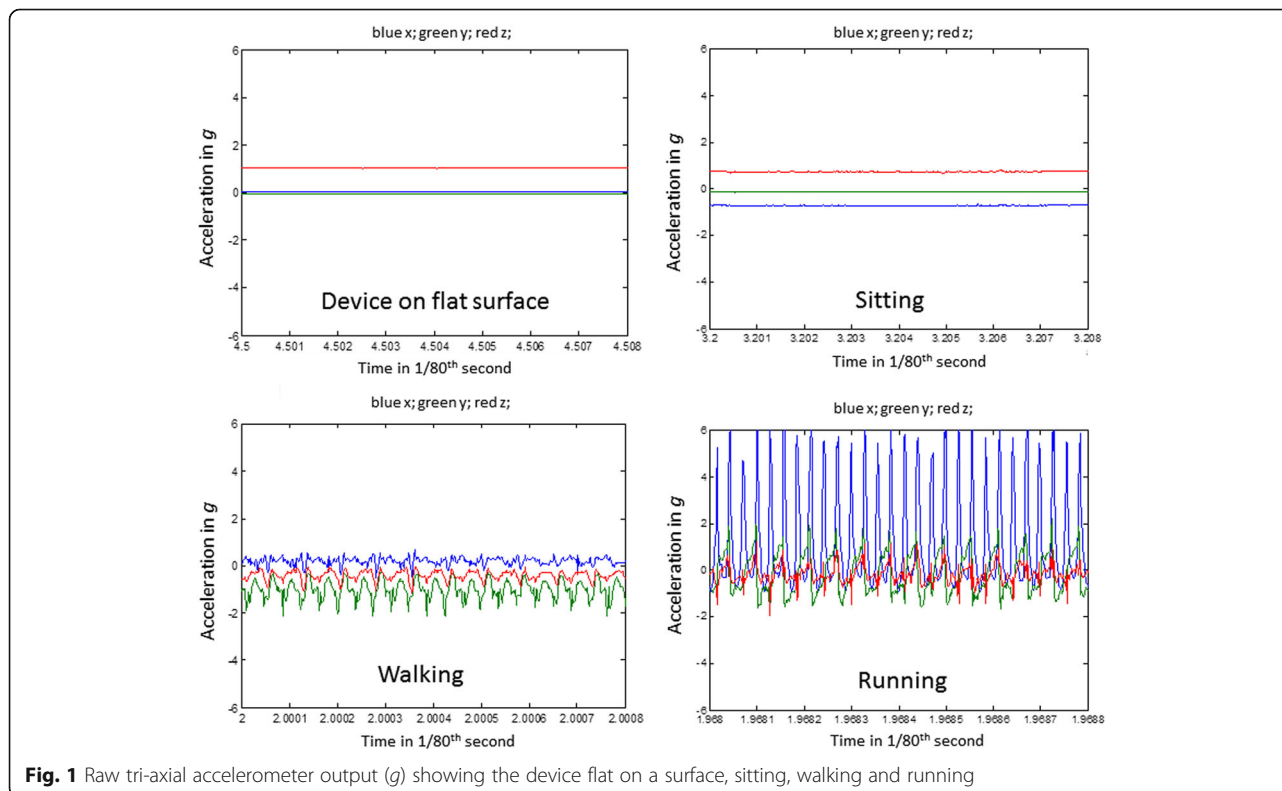 blue x; green y; red z;
6
4
2
0
-2
-4
-6
Acceleration in g
Device on flat surface
4.5 4.501 4.502 4.503 4.504 4.505 4.506 4.507 4.508
Time in 1/80th second
blue x; green y; red z;
6
4
2
0
-2
-4
-6
Acceleration in g
Sitting
3.2 3.201 3.202 3.203 3.204 3.205 3.206 3.207 3.208
Time in 1/80th second
blue x; green y; red z;
6
4
2
0
-2
-4
-6
Acceleration in g
Walking
2 2.0001 2.0002 2.0003 2.0004 2.0005 2.0006 2.0007 2.0008
Time in 1/80th second
blue x; green y; red z;
6
4
2
0
-2
-4
-6
Acceleration in g
Running
1.968 1.9681 1.9682 1.9683 1.9684 1.9685 1.9686 1.9687 1.9688
Time in 1/80th second
Fig. 1 Raw tri-axial accelerometer output (g) showing the device flat on a surface, sitting, walking and running